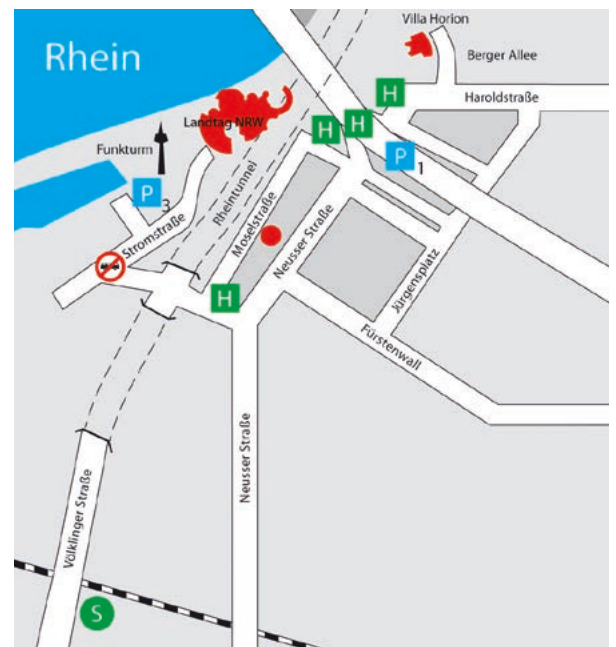 Villa Horion
Rhein
Berger Allee
H
Haroldstraße
Landtag NRW
H
H
Funkturm
P
1
P
3
Rheintunnel
Stromstraße
Moselstraße
Neusser Straße
Jürgensplatz
H
Fürstenwall
Neusser Straße
Völklinger Straße
S